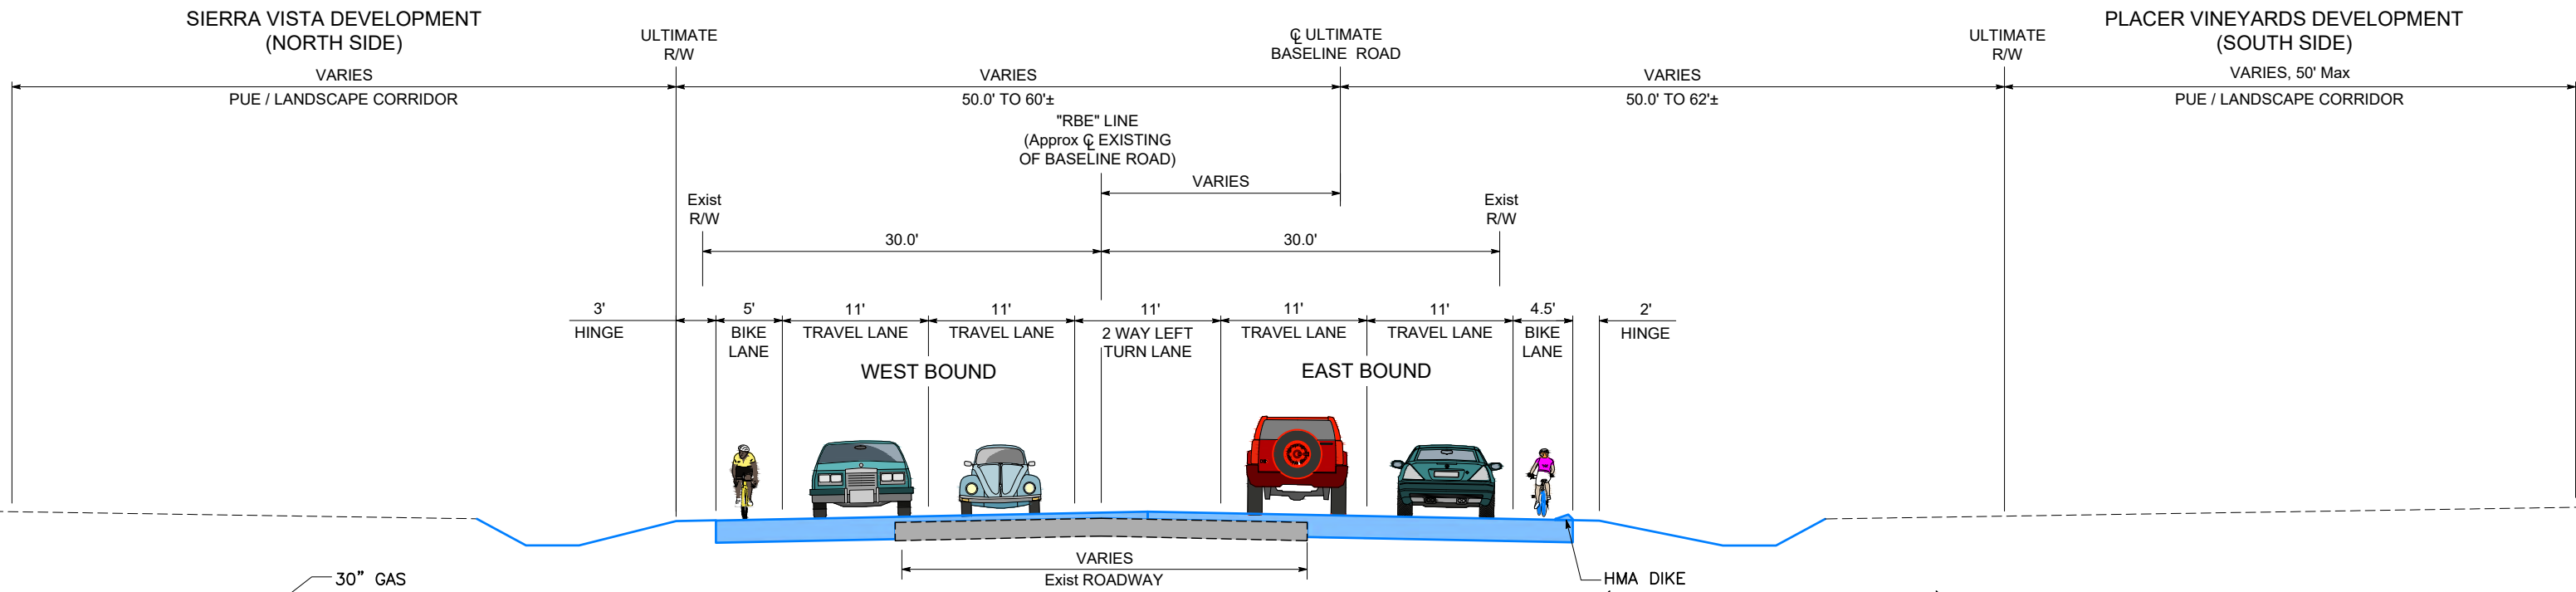 SIERRA VISTA DEVELOPMENT
(NORTH SIDE)
PLACER VINEYARDS DEVELOPMENT
(SOUTH SIDE)
ULTIMATE
R/W
℄ ULTIMATE
BASELINE ROAD
ULTIMATE
R/W
VARIES
PUE / LANDSCAPE CORRIDOR
VARIES
50.0' TO 60'±
VARIES
50.0' TO 62'±
VARIES, 50' Max
PUE / LANDSCAPE CORRIDOR
"RBE" LINE
(Approx ℄ EXISTING
OF BASELINE ROAD)
VARIES
Exist
R/W
Exist
R/W
30.0'
30.0'
3'
HINGE
5'
BIKE
LANE
11'
TRAVEL LANE
11'
TRAVEL LANE
11'
2 WAY LEFT
TURN LANE
11'
TRAVEL LANE
11'
TRAVEL LANE
4.5'
BIKE
LANE
2'
HINGE
WEST BOUND
EAST BOUND
VARIES
Exist ROADWAY
30" GAS
HMA DIKE